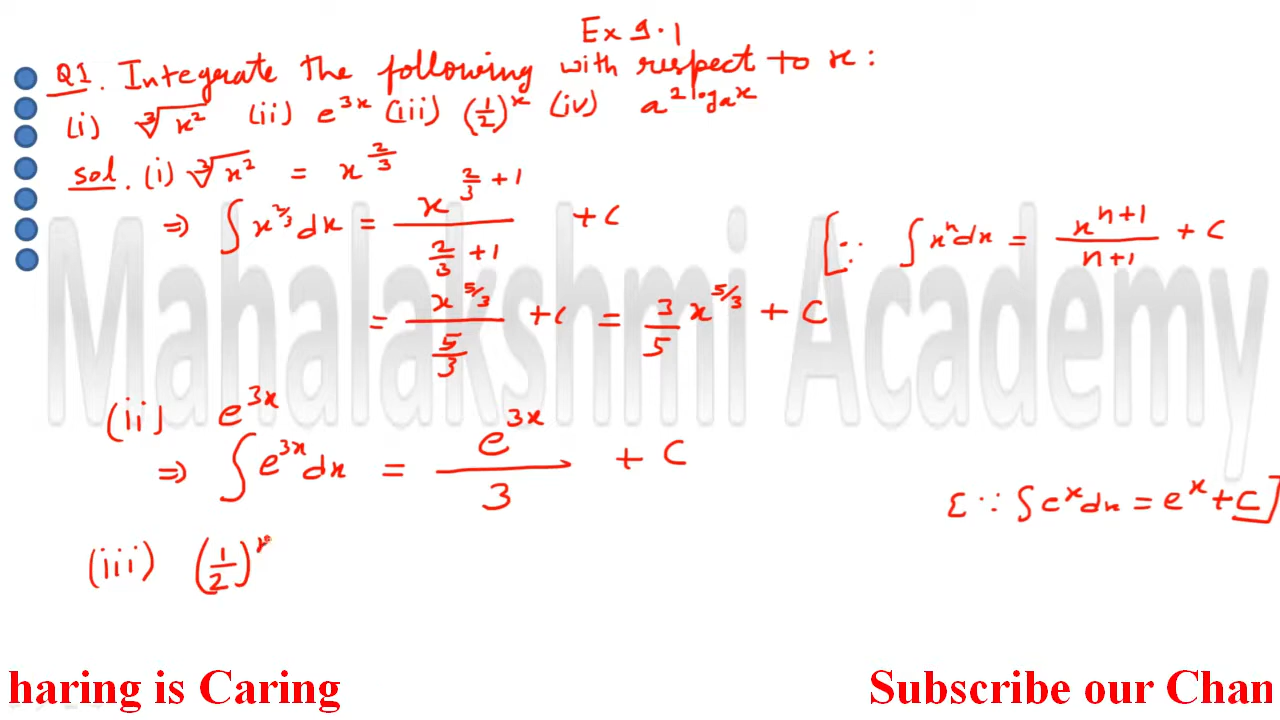 Ex 9.1
Q1. Integrate the following with respect to x:
(i) ∛x² (ii) e^3x (iii) (1/2)^x (iv) a^2 log_a x
sol. (i) ∛x² = x^2/3
⇒ ∫ x^2/3 dx = x^(2/3 + 1) / (2/3 + 1) + C [∵ ∫ x^n dx = x^(n+1) / (n+1) + C
= x^5/3 / (5/3) + C = 3/5 x^5/3 + C
Mahalakshmi Academy
(ii) e^3x
⇒ ∫ e^3x dx = e^3x / 3 + C
[∵ ∫ e^x dx = e^x + C]
(iii) (1/2)^x
haring is Caring Subscribe our Chan